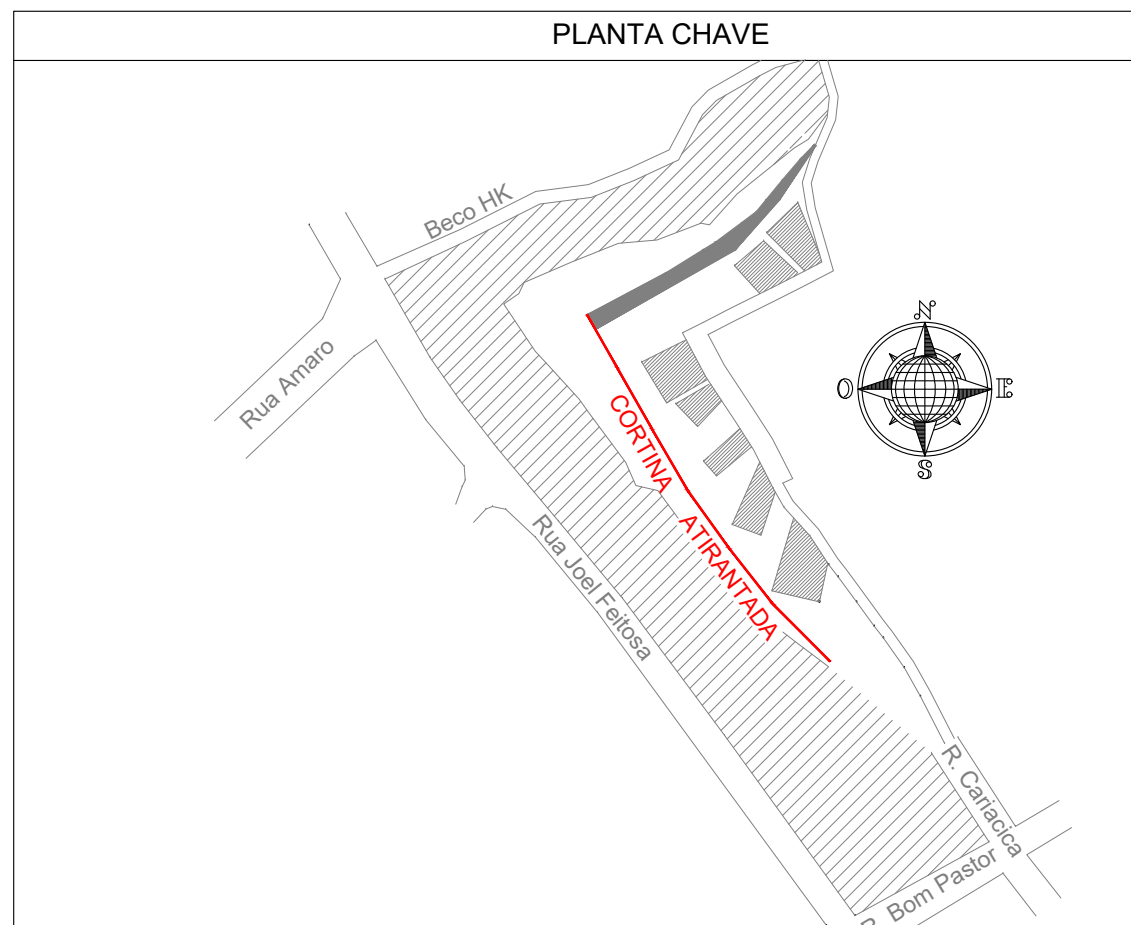 PLANTA CHAVE
Beco HK
Rua Amaro
N
O
E
S
CORTINA ATIRANTADA
Rua Joel Feitosa
R. Cariacica
R. Bom Pastor